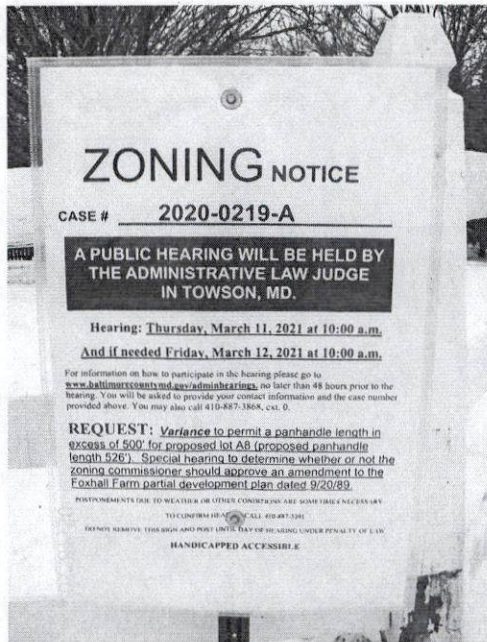 ZONING NOTICE
CASE # 2020-0219-A
A PUBLIC HEARING WILL BE HELD BY
THE ADMINISTRATIVE LAW JUDGE
IN TOWSON, MD.
Hearing: Thursday, March 11, 2021 at 10:00 a.m.
And if needed Friday, March 12, 2021 at 10:00 a.m.
For information on how to participate in the hearing please go to
www.baltimorecountymd.gov/adminhearings, no later than 48 hours prior to the
hearing. You will be asked to provide your contact information and the case number
provided above. You may also call 410-887-3868, ext. 0.
REQUEST: Variance to permit a panhandle length in
excess of 500' for proposed lot A8 (proposed panhandle
length 526'). Special hearing to determine whether or not the
zoning commissioner should approve an amendment to the
Foxhall Farm partial development plan dated 9/20/89.
POSTPONEMENTS DUE TO WEATHER OR OTHER CONDITIONS ARE SOMETIMES NECESSARY
TO CONFIRM CALL
DO NOT REMOVE THIS SIGN AND POST UNTIL DAY OF HEARING UNDER PENALTY OF LAW
HANDICAPPED ACCESSIBLE